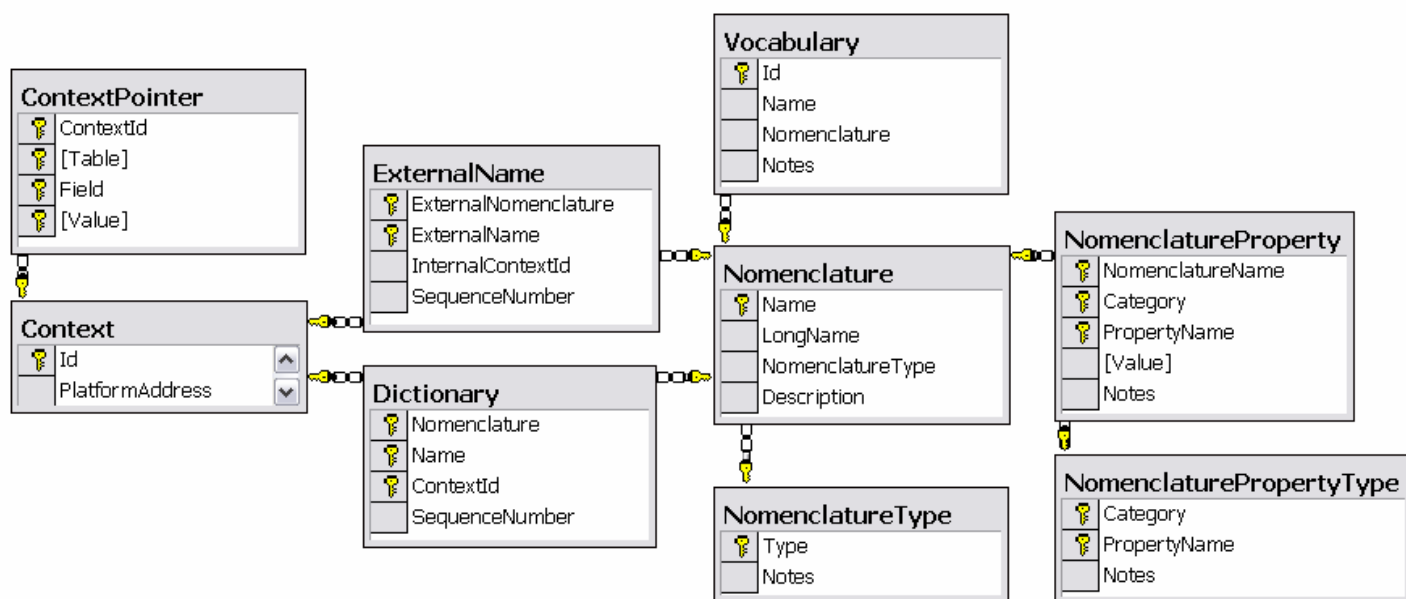 ContextPointer
ContextId
[Table]
Field
[Value]
Context
Id
PlatformAddress
ExternalName
ExternalNomenclature
ExternalName
InternalContextId
SequenceNumber
Dictionary
Nomenclature
Name
ContextId
SequenceNumber
Vocabulary
Id
Name
Nomenclature
Notes
Nomenclature
Name
LongName
NomenclatureType
Description
NomenclatureType
Type
Notes
NomenclatureProperty
NomenclatureName
Category
PropertyName
[Value]
Notes
NomenclaturePropertyType
Category
PropertyName
Notes